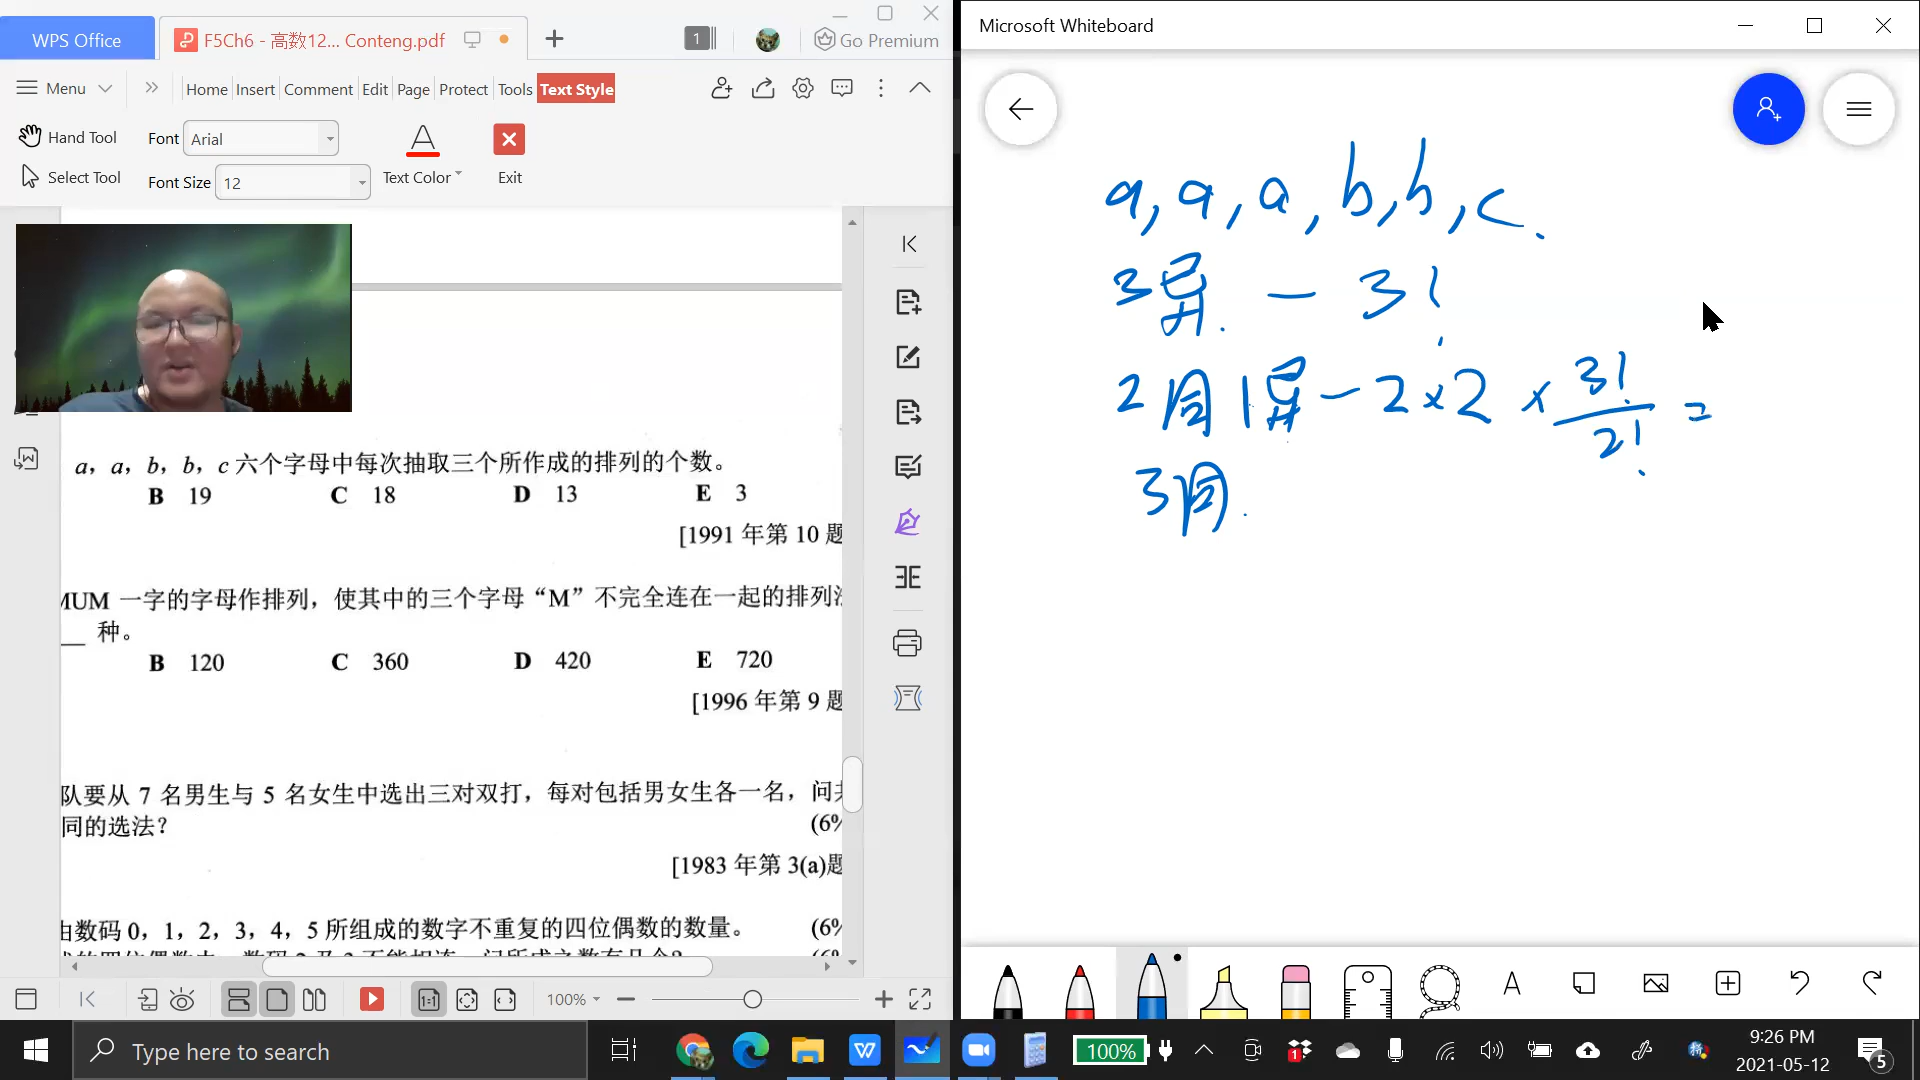 WPS Office
F5Ch6 - 高数12... Conteng.pdf
1
Go Premium
Menu
Home Insert Comment Edit Page Protect Tools Text Style
Hand Tool
Font Arial
Select Tool
Font Size 12
Text Color
Exit
a，a，b，b，c 六个字母中每次抽取三个所作成的排列的个数。
B 19 C 18 D 13 E 3
[1991 年第 10 题
MUM 一字的字母作排列，使其中的三个字母“M”不完全连在一起的排列法
__ 种。
B 120 C 360 D 420 E 720
[1996 年第 9 题
队要从 7 名男生与 5 名女生中选出三对双打，每对包括男女生各一名，问共
同的选法？
(6%
[1983 年第 3(a)题
由数码 0，1，2，3，4，5 所组成的数字不重复的四位偶数的数量。 (6%
100%
Microsoft Whiteboard
a, a, a, b, b, c.
3异. — 3!
2同1异 — 2×2 × 3!/2! =
3同.
Type here to search
100%
1
9:26 PM
2021-05-12
5